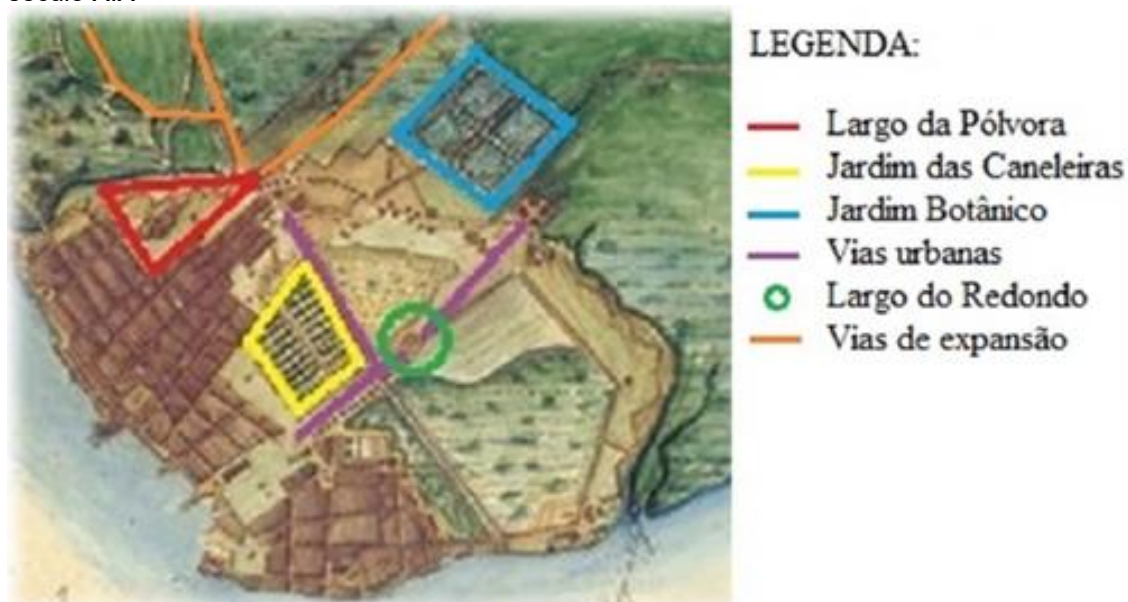 LEGENDA:
Largo da Pólvora
Jardim das Caneleiras
Jardim Botânico
Vias urbanas
Largo do Redondo
Vias de expansão